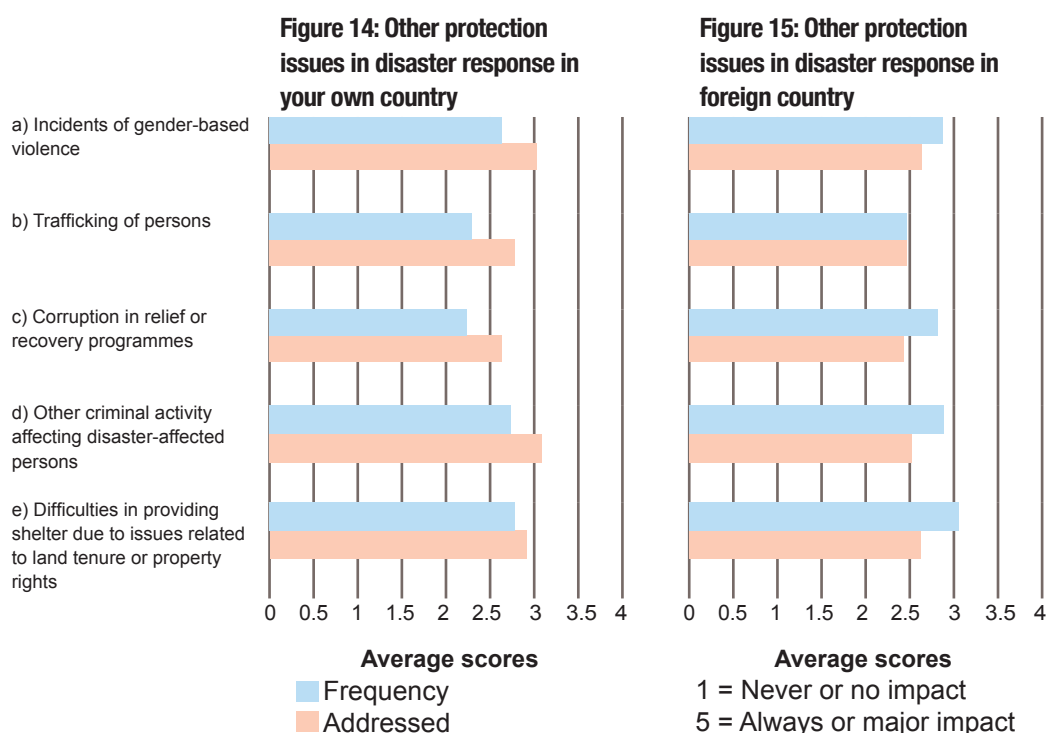 Figure 14: Other protection
issues in disaster response in
your own country
Figure 15: Other protection
issues in disaster response in
foreign country
a) Incidents of gender-based
violence
b) Trafficking of persons
c) Corruption in relief or
recovery programmes
d) Other criminal activity
affecting disaster-affected
persons
e) Difficulties in providing
shelter due to issues related
to land tenure or property
rights
0 0.5 1 1.5 2 2.5 3 3.5 4
0 0.5 1 1.5 2 2.5 3 3.5 4
Average scores
Frequency
Addressed
Average scores
1 = Never or no impact
5 = Always or major impact